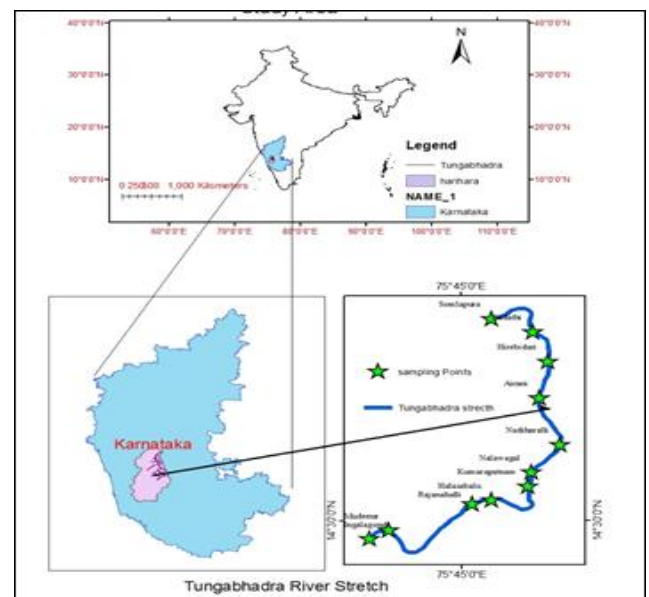 Study Area
40°0'0"N
40°0'0"N
N
30°0'0"N
30°0'0"N
20°0'0"N
20°0'0"N
Legend
Tungabhadra
harihara
NAME_1
Karnataka
10°0'0"N
10°0'0"N
0 250500 1,000 Kilometers
60°0'0"E
70°0'0"E
80°0'0"E
90°0'0"E
100°0'0"E
110°0'0"E
75°45'0"E
sampling Points
Tungabhadra strecth
Airani
Nadiharalli
Nalawagal
Kumarapatnam
Rajanahalli
Karnataka
14°30'0"N
14°30'0"N
75°45'0"E
Tungabhadra River Stretch